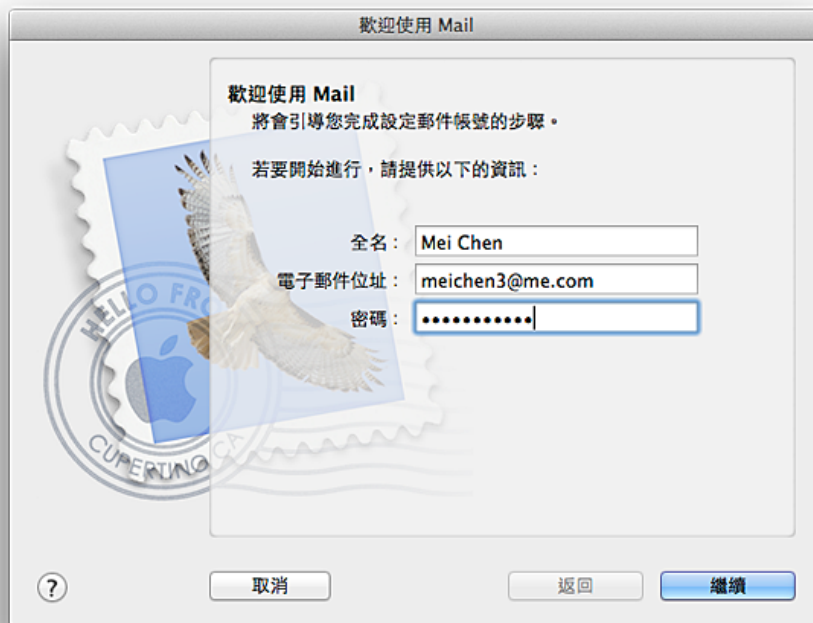 歡迎使用 Mail
歡迎使用 Mail
將會引導您完成設定郵件帳號的步驟。
若要開始進行，請提供以下的資訊：
全名： Mei Chen
電子郵件位址： meichen3@me.com
密碼： •••••••••••
HELLO FRO
CUPERTINO CA
?
取消
返回
繼續